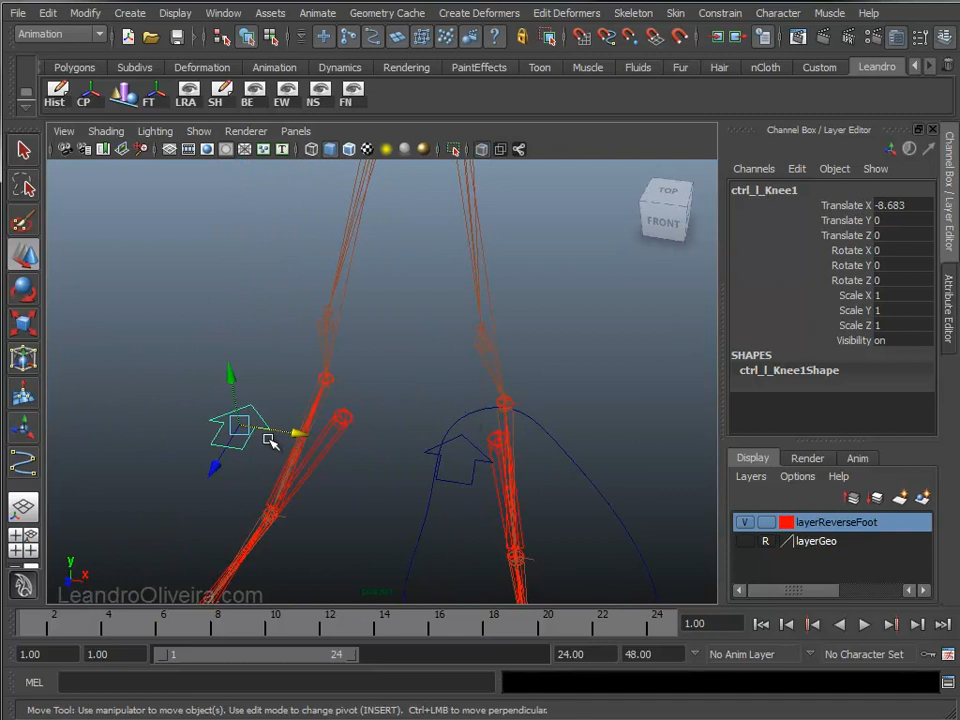 File Edit Modify Create Display Window Assets Animate Geometry Cache Create Deformers Edit Deformers Skeleton Skin Constrain Character Muscle Help
Animation
Polygons Subdivs Deformation Animation Dynamics Rendering PaintEffects Toon Muscle Fluids Fur Hair nCloth Custom Leandro
Hist CP FT LRA SH BE EW NS FN
View Shading Lighting Show Renderer Panels
Channel Box / Layer Editor
Channels Edit Object Show
ctrl_l_Knee1
Translate X -8.683
Translate Y 0
Translate Z 0
Rotate X 0
Rotate Y 0
Rotate Z 0
Scale X 1
Scale Y 1
Scale Z 1
Visibility on
SHAPES
ctrl_l_Knee1Shape
TOP
FRONT
Channel Box / Layer Editor
Attribute Editor
Display Render Anim
Layers Options Help
V layerReverseFoot
R layerGeo
y
x
LeandroOliveira.com
2 4 6 8 10 12 14 16 18 20 22 24
1.00
1.00 1.00 1 24 24.00 48.00 No Anim Layer No Character Set
MEL
Move Tool: Use manipulator to move object(s). Use edit mode to change pivot (INSERT). Ctrl+LMB to move perpendicular.